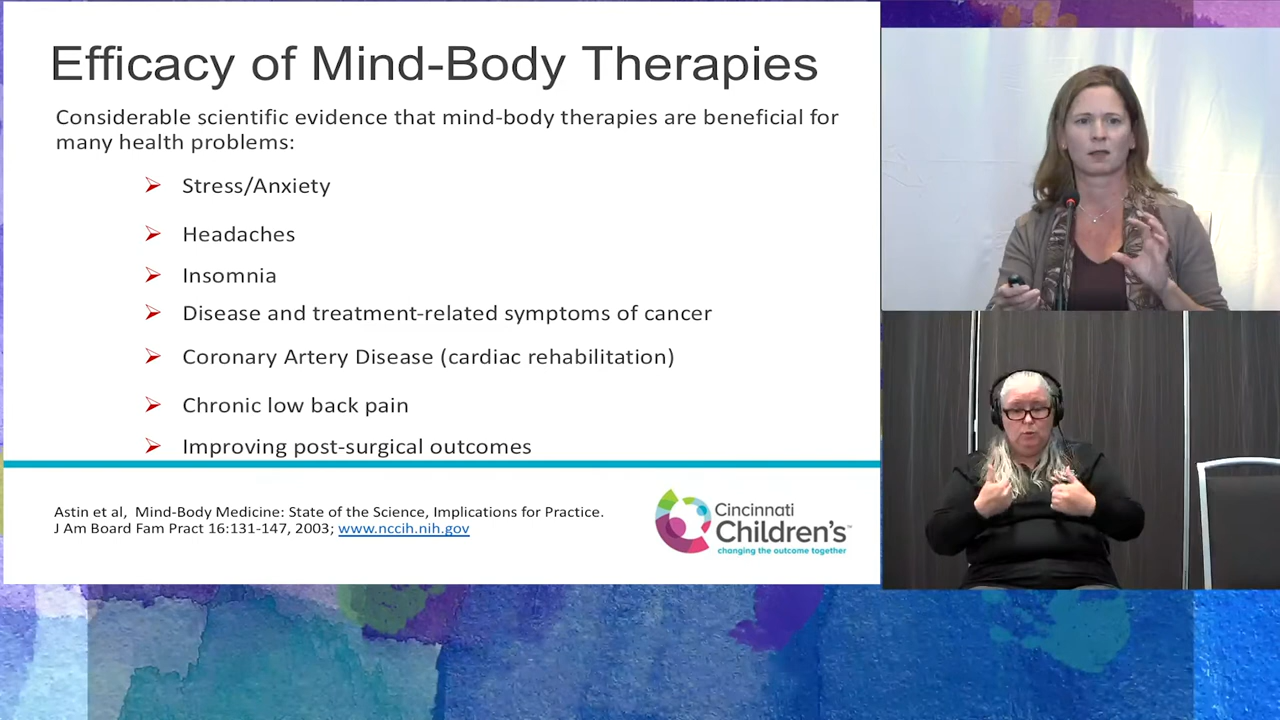 Efficacy of Mind-Body Therapies
Considerable scientific evidence that mind-body therapies are beneficial for
many health problems:
➢ Stress/Anxiety
➢ Headaches
➢ Insomnia
➢ Disease and treatment-related symptoms of cancer
➢ Coronary Artery Disease (cardiac rehabilitation)
➢ Chronic low back pain
➢ Improving post-surgical outcomes
Astin et al, Mind-Body Medicine: State of the Science, Implications for Practice.
J Am Board Fam Pract 16:131-147, 2003; www.nccih.nih.gov
Cincinnati
Children's™
changing the outcome together